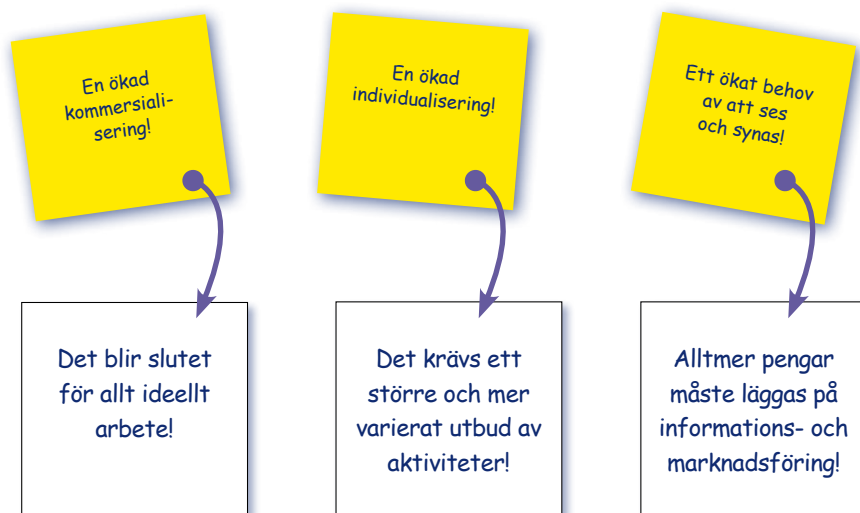 En ökad
kommersiali-
sering!
En ökad
individualisering!
Ett ökat behov
av att ses
och synas!
Det blir slutet
för allt ideellt
arbete!
Det krävs ett
större och mer
varierat utbud av
aktiviteter!
Alltmer pengar
måste läggas på
informations- och
marknadsföring!